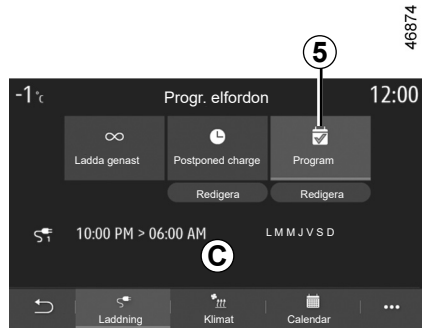 46874
5
-1 °c Progr. elfordon 12:00
Ladda genast Postponed charge Program
Redigera Redigera
10:00 PM > 06:00 AM L M M J V S D
C
Laddning Klimat Calendar